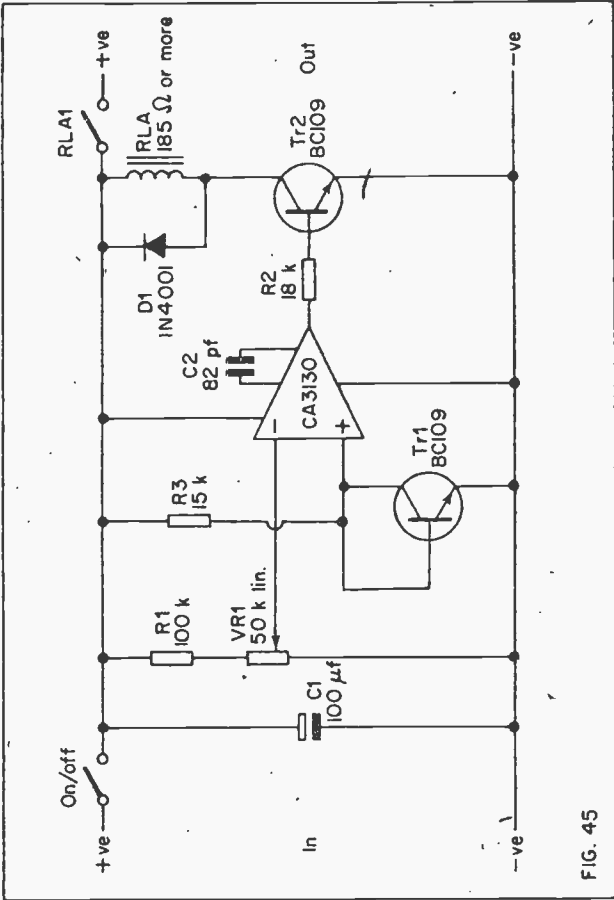 On/off
+ve
In
-ve
C1
100 µf
R1
100 k
VR1
50 k lin.
R3
15 k
-
+
CA3130
C2
82 pf
Tr1
BC109
R2
18 k
D1
1N4001
RLA
185 Ω or more
RLA1
+ve
Tr2
BC109
Out
-ve
FIG. 45